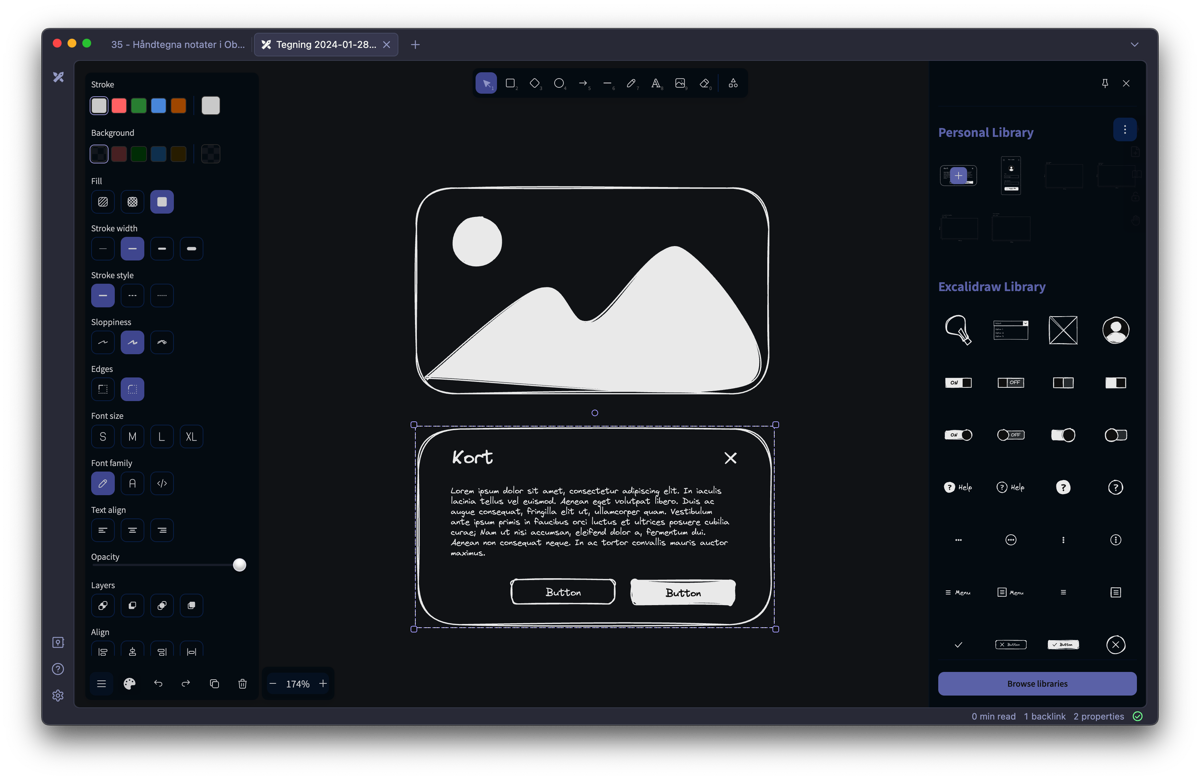 35 - Håndtegna notater i Ob...
Tegning 2024-01-28...
Stroke
Background
Fill
Stroke width
Stroke style
Sloppiness
Edges
Font size
S M L XL
Font family
A </>
Text align
Opacity
Layers
Align
174%
Kort
Lorem ipsum dolor sit amet, consectetur adipiscing elit. In iaculis
lacinia tellus vel euismod. Aenean eget volutpat libero. Duis ac
augue consequat, fringilla elit ut, ullamcorper quam. Vestibulum
ante ipsum primis in faucibus orci luctus et ultrices posuere cubilia
curae; Nam ut nisi accumsan, eleifend dolor a, fermentum dui.
Aenean non consequat neque. In ac tortor convallis mauris auctor
maximus.
Button Button
Personal Library
Excalidraw Library
ON OFF
ON OFF
? Help ? Help ? ?
Menu Menu
Button Button
Browse libraries
0 min read 1 backlink 2 properties